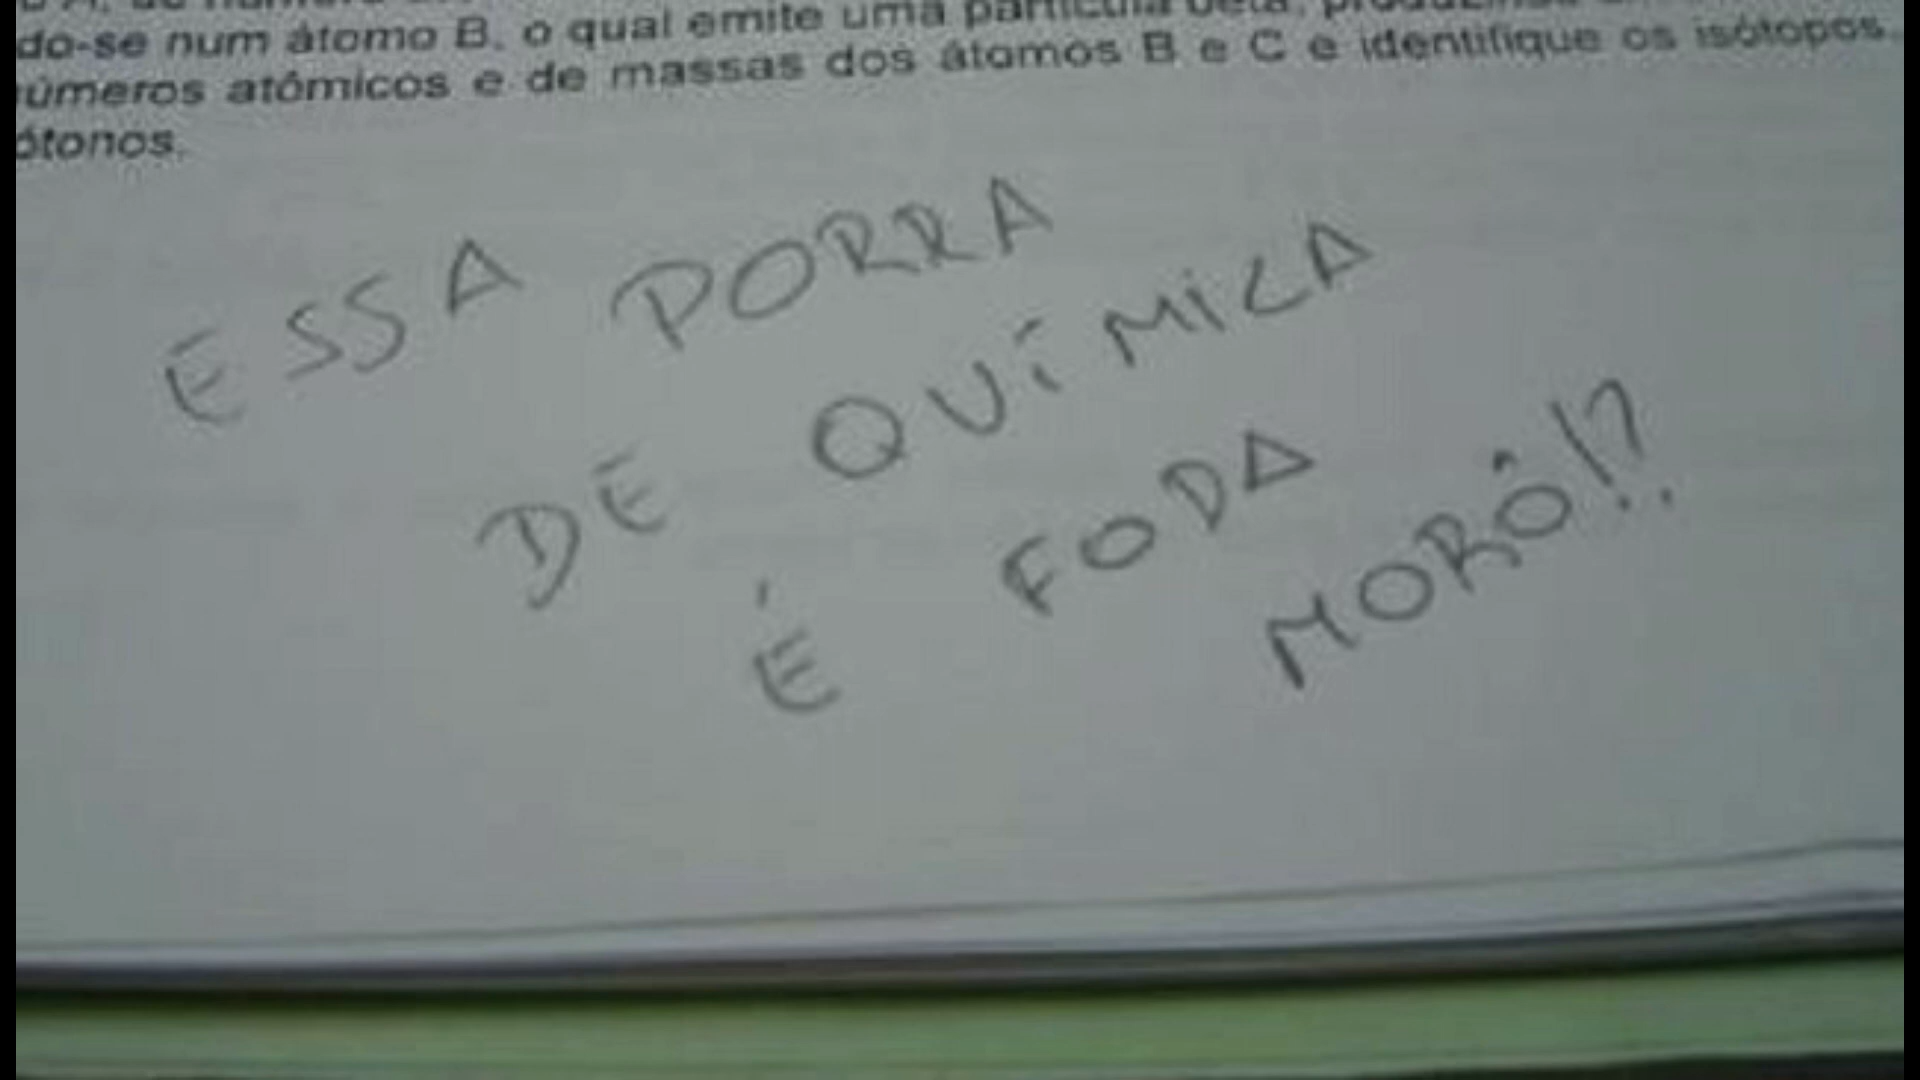 do-se num átomo B, o qual emite uma partícula beta,
números atômicos e de massas dos átomos B e C e identifique os isótopos,
ótonos.
ESSA PORRA
DE QUÍMICA
É FODA
MORÔ!?